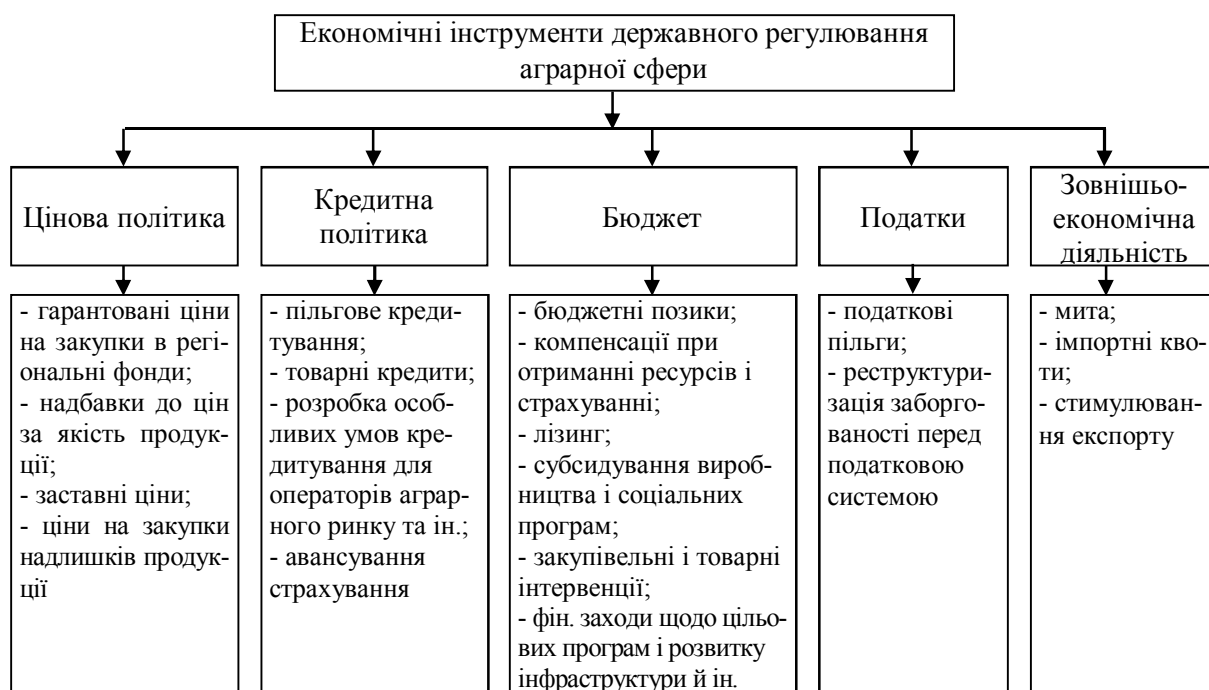 Економічні інструменти державного регулювання
аграрної сфери
Цінова політика
Кредитна
політика
Бюджет
Податки
Зовнішньо-
економічна
діяльність
- гарантовані ціни
на закупки в регі-
ональні фонди;
- надбавки до цін
за якість продук-
ції;
- заставні ціни;
- ціни на закупки
надлишків продук-
ції
- пільгове креди-
тування;
- товарні кредити;
- розробка особ-
ливих умов кре-
дитування для
операторів аграр-
ного ринку та ін.;
- авансування
страхування
- бюджетні позики;
- компенсації при
отриманні ресурсів і
страхуванні;
- лізинг;
- субсидування вироб-
ництва і соціальних
програм;
- закупівельні і товарні
інтервенції;
- фін. заходи щодо цільо-
вих програм і розвитку
інфраструктури й ін.
- податкові
пільги;
- реструктури-
зація заборго-
ваності перед
податковою
системою
- мита;
- імпортні кво-
ти;
- стимулюван-
ня експорту